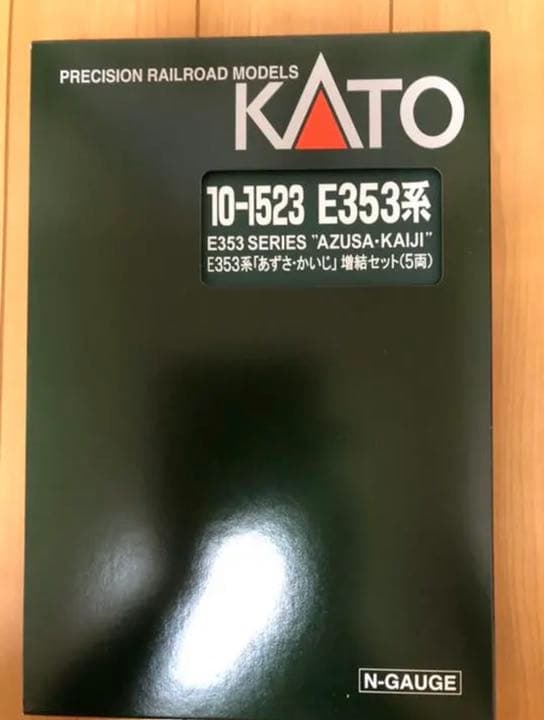 PRECISION RAILROAD MODELS
KATO
10-1523 E353系
E353 SERIES "AZUSA・KAIJI"
E353系「あずさ・かいじ」 増結セット(5両)
N-GAUGE